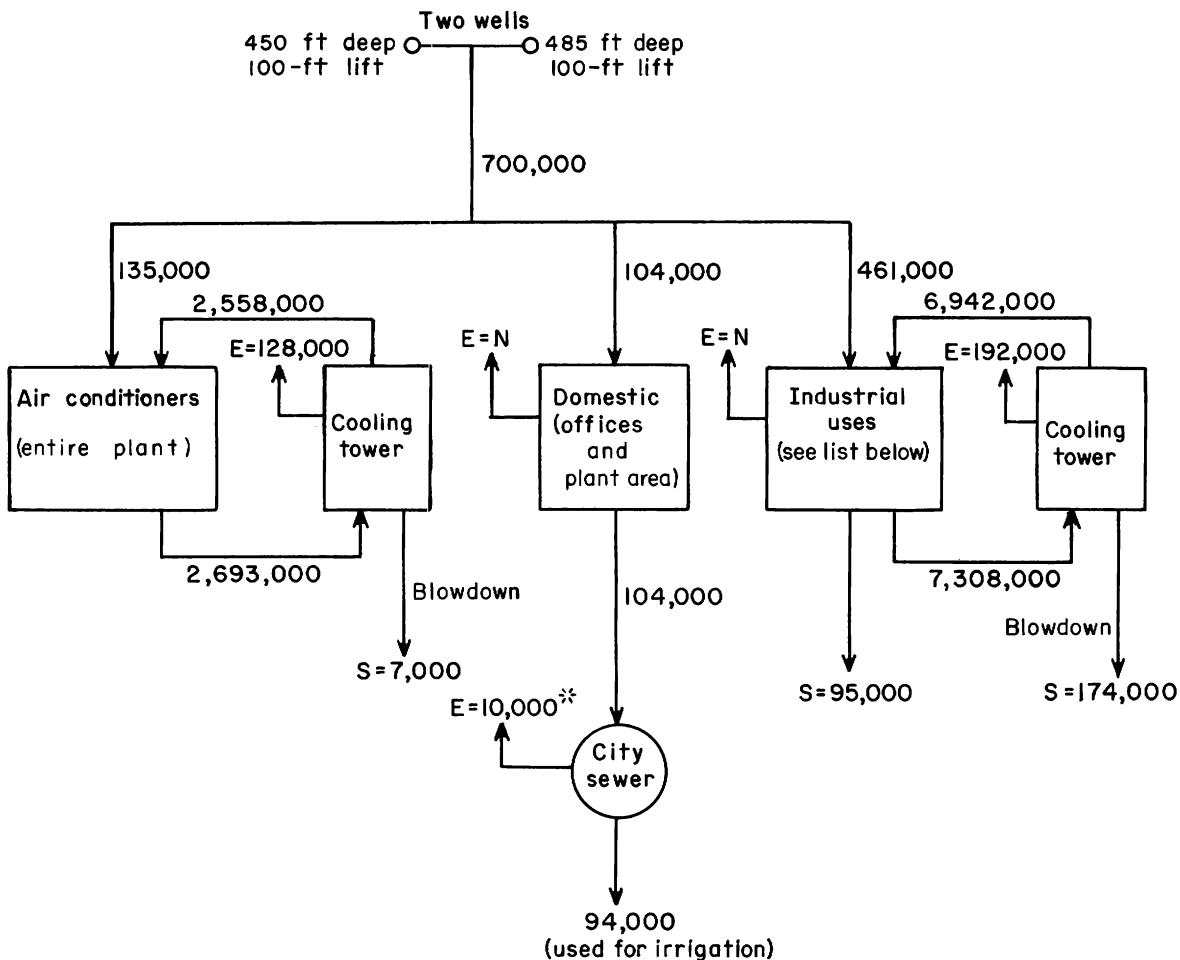 Two wells
450 ft deep
100-ft lift
485 ft deep
100-ft lift
700,000
135,000
104,000
461,000
2,558,000
6,942,000
E=128,000
E=N
E=N
E=192,000
Air conditioners
(entire plant)
Cooling
tower
Domestic
(offices
and
plant area)
Industrial
uses
(see list below)
Cooling
tower
2,693,000
7,308,000
Blowdown
104,000
Blowdown
S=7,000
S=95,000
S=174,000
E=10,000*
City
sewer
94,000
(used for irrigation)